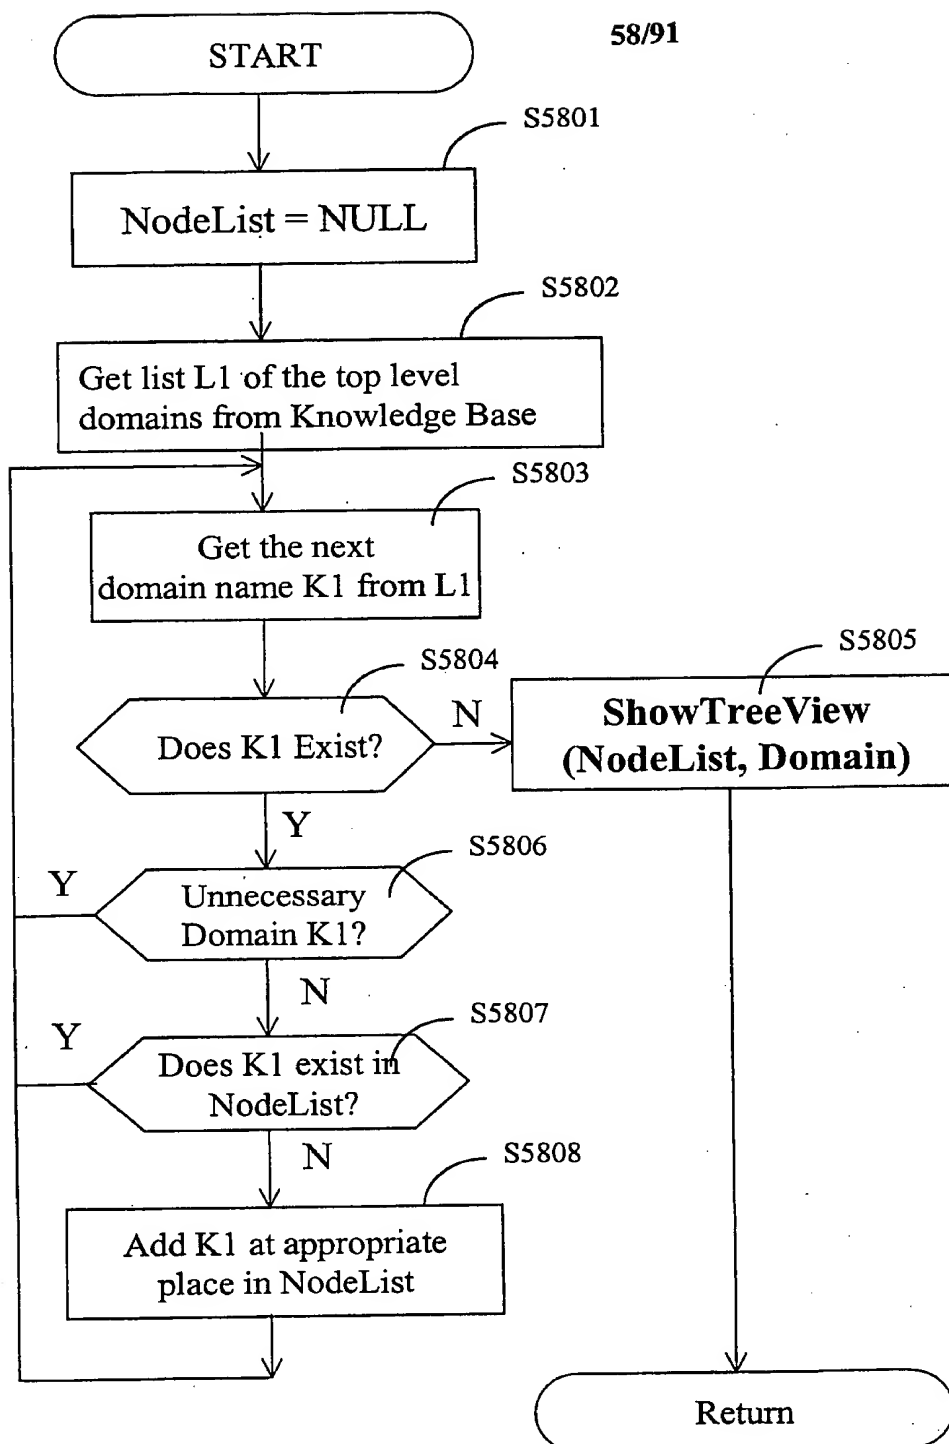 58/91
START
S5801
NodeList = NULL
S5802
Get list L1 of the top level
domains from Knowledge Base
S5803
Get the next
domain name K1 from L1
S5804
Does K1 Exist?
N
S5805
ShowTreeView
(NodeList, Domain)
Y
S5806
Y
Unnecessary
Domain K1?
N
S5807
Y
Does K1 exist in
NodeList?
N
S5808
Add K1 at appropriate
place in NodeList
Return